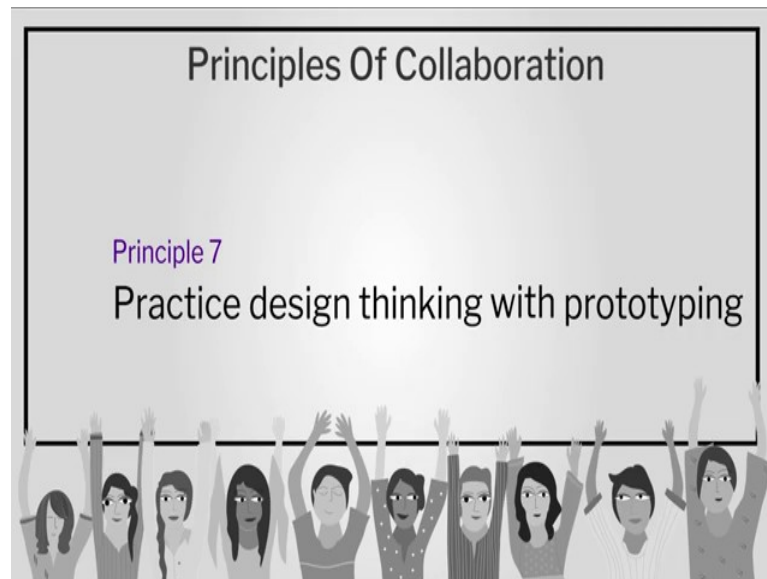 Principles Of Collaboration
Principle 7
Practice design thinking with prototyping